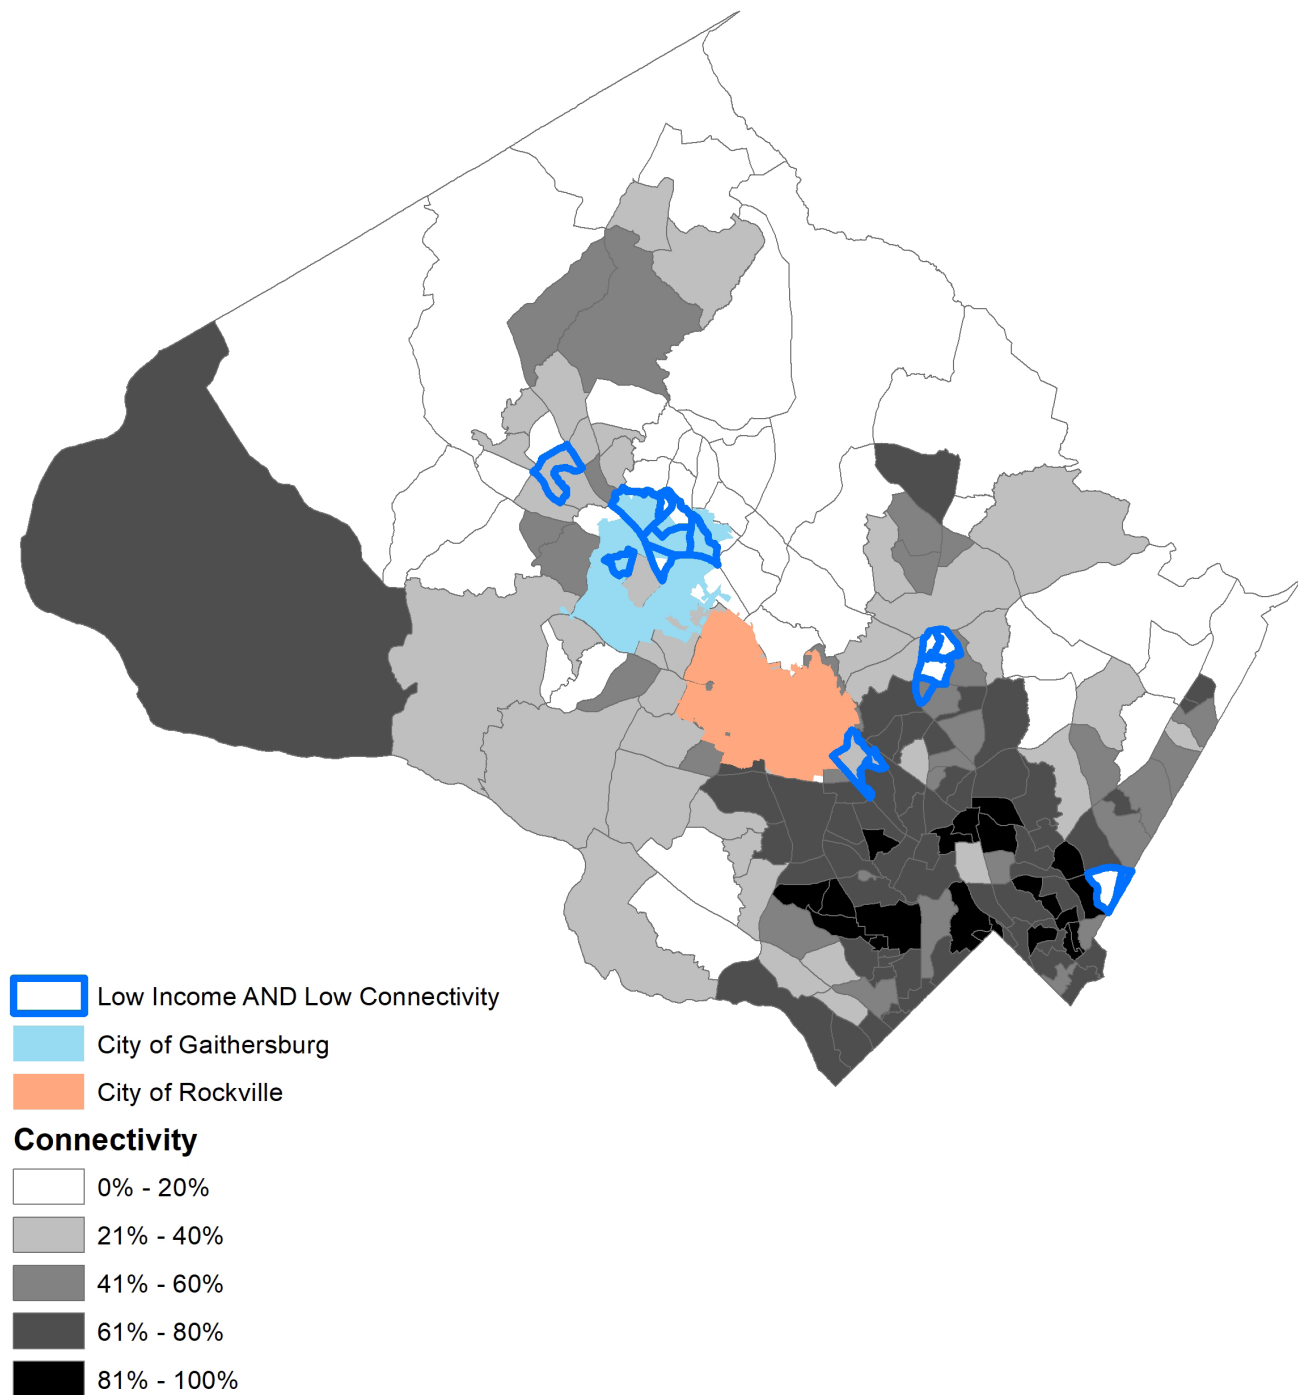 Low Income AND Low Connectivity
City of Gaithersburg
City of Rockville
Connectivity
0% - 20%
21% - 40%
41% - 60%
61% - 80%
81% - 100%